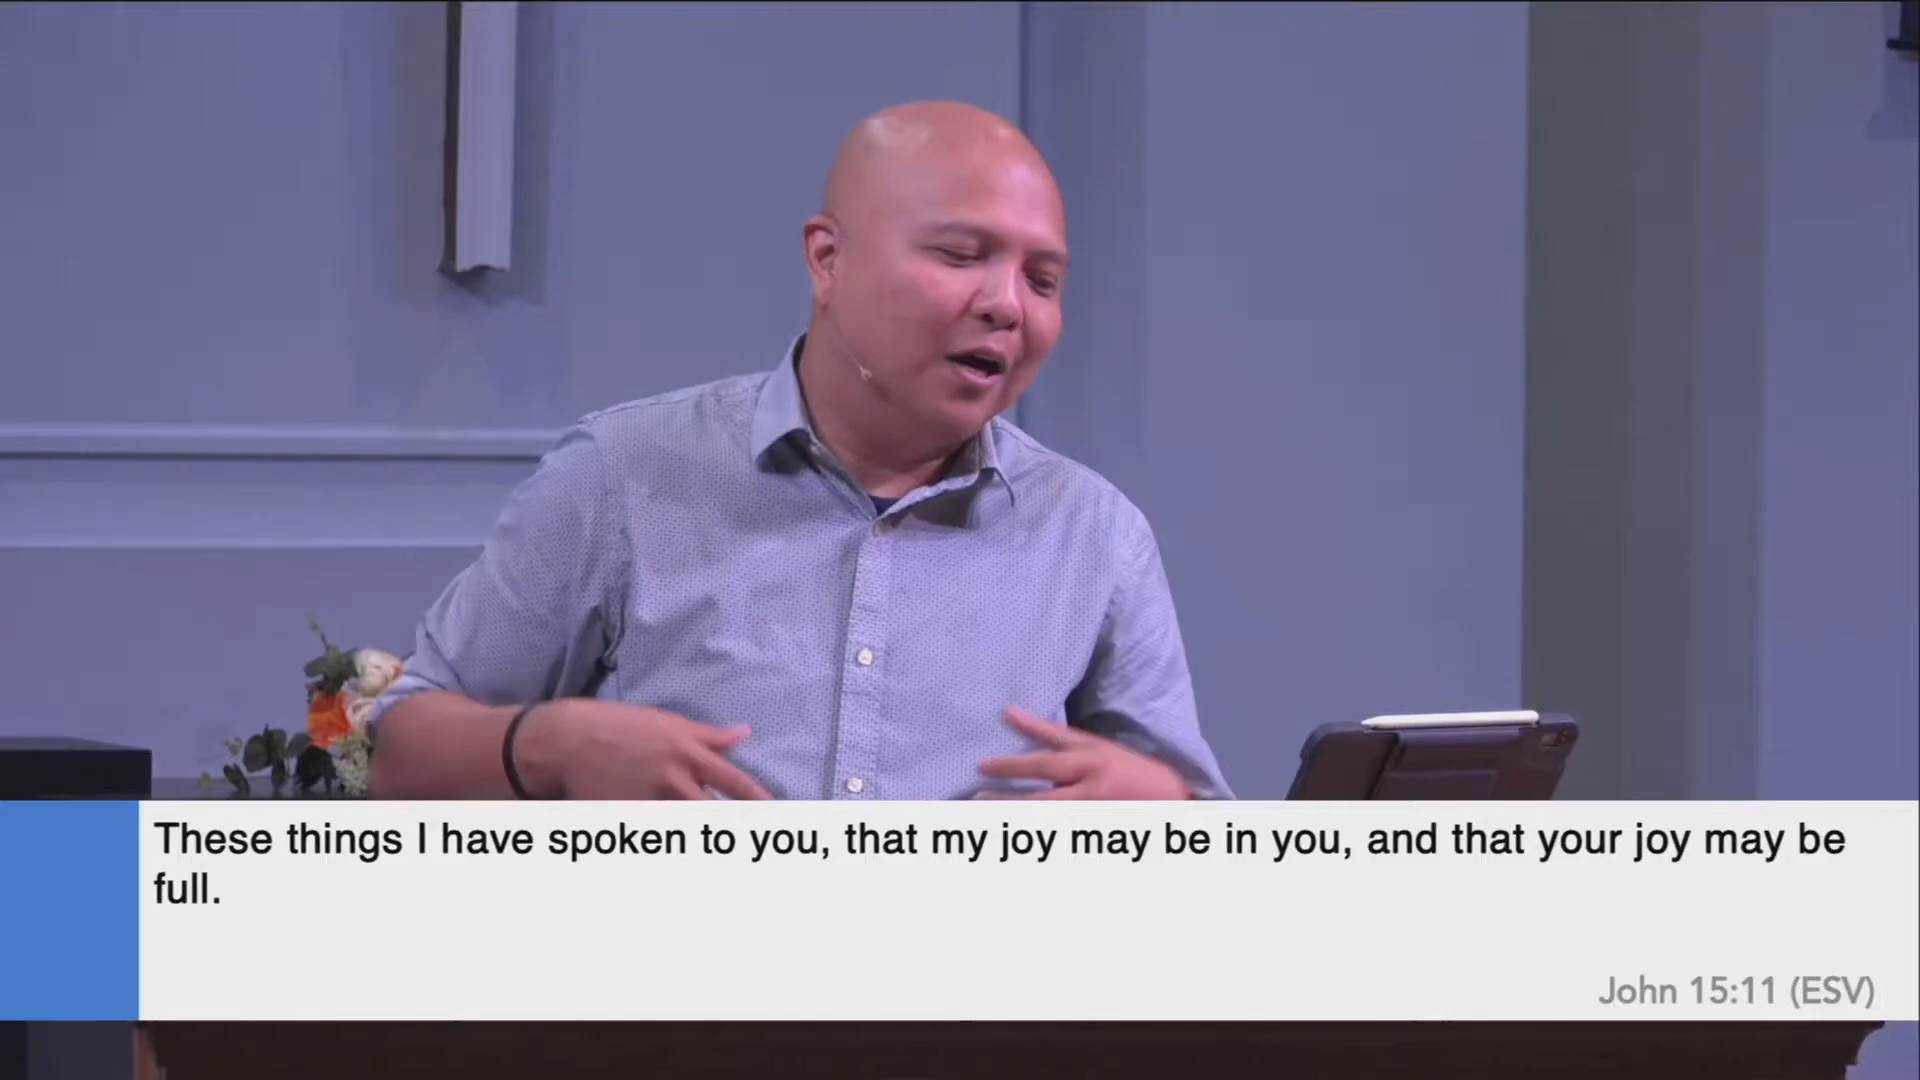 These things I have spoken to you, that my joy may be in you, and that your joy may be
full.
John 15:11 (ESV)